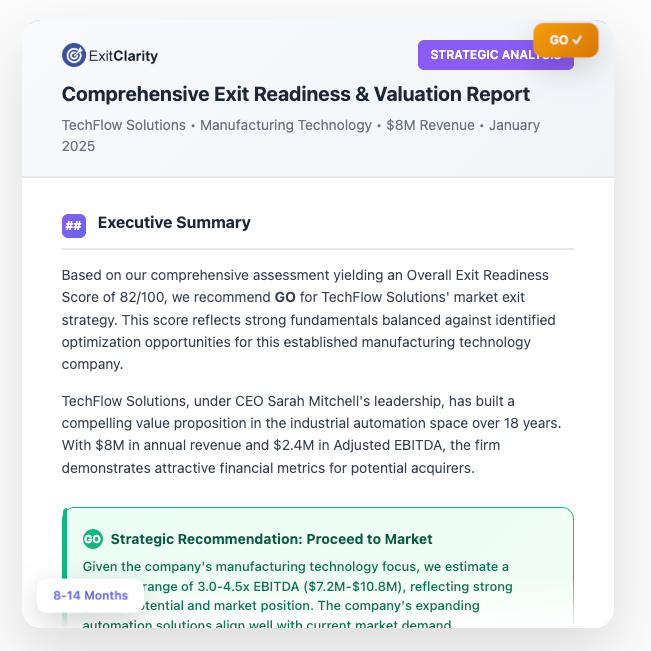 ExitClarity
STRATEGIC ANALYSIS
GO ✓
Comprehensive Exit Readiness & Valuation Report
TechFlow Solutions • Manufacturing Technology • $8M Revenue • January
2025
## Executive Summary
Based on our comprehensive assessment yielding an Overall Exit Readiness
Score of 82/100, we recommend GO for TechFlow Solutions' market exit
strategy. This score reflects strong fundamentals balanced against identified
optimization opportunities for this established manufacturing technology
company.
TechFlow Solutions, under CEO Sarah Mitchell's leadership, has built a
compelling value proposition in the industrial automation space over 18 years.
With $8M in annual revenue and $2.4M in Adjusted EBITDA, the firm
demonstrates attractive financial metrics for potential acquirers.
GO Strategic Recommendation: Proceed to Market
Given the company's manufacturing technology focus, we estimate a
range of 3.0-4.5x EBITDA ($7.2M-$10.8M), reflecting strong
8-14 Months
potential and market position. The company's expanding
automation solutions align well with current market demand